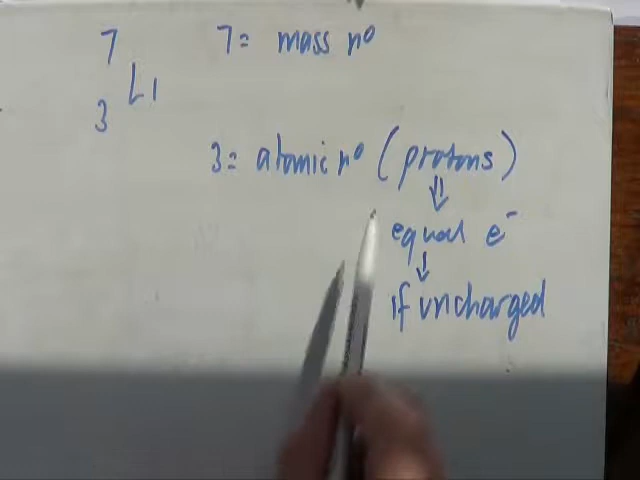 7
Li
3
7= mass nº
3= atomic nº (protons)
⇓
equal e⁻
↓
if uncharged